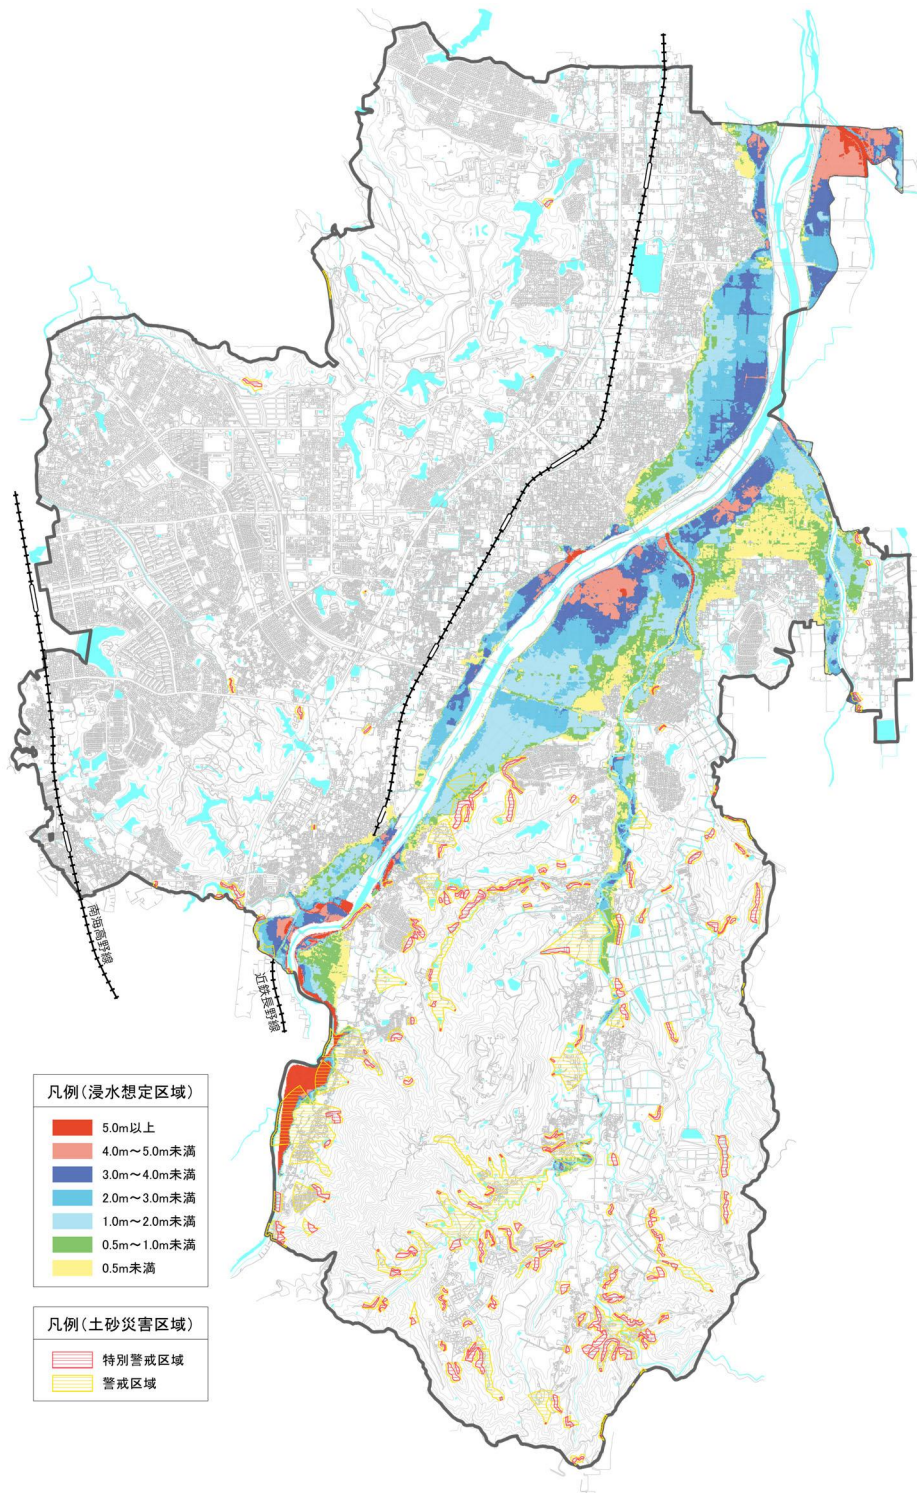 南海高野線
近鉄長野線
凡例(浸水想定区域)
5.0m以上
4.0m～5.0m未満
3.0m～4.0m未満
2.0m～3.0m未満
1.0m～2.0m未満
0.5m～1.0m未満
0.5m未満
凡例(土砂災害区域)
特別警戒区域
警戒区域